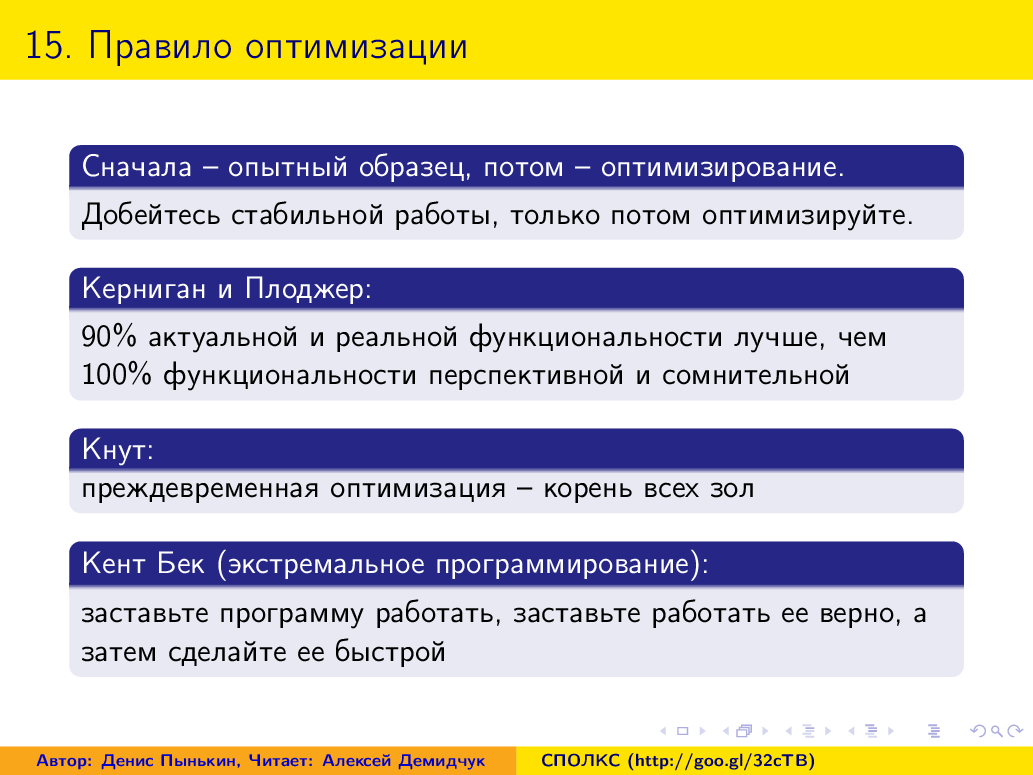 15. Правило оптимизации
Сначала – опытный образец, потом – оптимизирование.
Добейтесь стабильной работы, только потом оптимизируйте.
Керниган и Плоджер:
90% актуальной и реальной функциональности лучше, чем
100% функциональности перспективной и сомнительной
Кнут:
преждевременная оптимизация – корень всех зол
Кент Бек (экстремальное программирование):
заставьте программу работать, заставьте работать ее верно, а
затем сделайте ее быстрой
Автор: Денис Пынькин, Читает: Алексей Демидчук
СПОЛКС (http://goo.gl/32cTB)